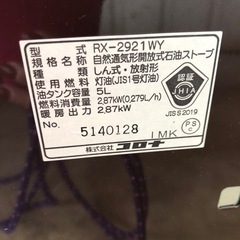 型式 RX-2921WY
種類 自然通気形開放式石油ストーブ
しん式・放射形
使用燃料 灯油(JIS1号灯油)
油タンク容量 5L
燃料消費量 2.87kW(0.279L/h)
暖房出力 2.87kW
No. 5140128 IMK
株式会社コロナ
認証
JHIA
JIS S 2019
PS
C